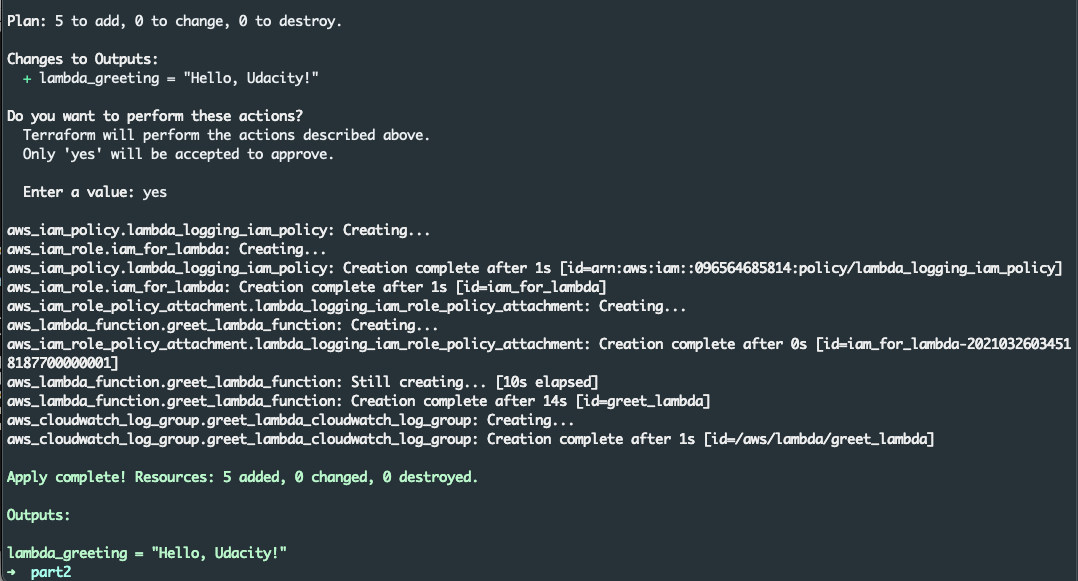 Plan: 5 to add, 0 to change, 0 to destroy.
Changes to Outputs:
+ lambda_greeting = "Hello, Udacity!"
Do you want to perform these actions?
Terraform will perform the actions described above.
Only 'yes' will be accepted to approve.
Enter a value: yes
aws_iam_policy.lambda_logging_iam_policy: Creating...
aws_iam_role.iam_for_lambda: Creating...
aws_iam_policy.lambda_logging_iam_policy: Creation complete after 1s [id=arn:aws:iam::096564685814:policy/lambda_logging_iam_policy]
aws_iam_role.iam_for_lambda: Creation complete after 1s [id=iam_for_lambda]
aws_iam_role_policy_attachment.lambda_logging_iam_role_policy_attachment: Creating...
aws_lambda_function.greet_lambda_function: Creating...
aws_iam_role_policy_attachment.lambda_logging_iam_role_policy_attachment: Creation complete after 0s [id=iam_for_lambda-2021032603451
8187700000001]
aws_lambda_function.greet_lambda_function: Still creating... [10s elapsed]
aws_lambda_function.greet_lambda_function: Creation complete after 14s [id=greet_lambda]
aws_cloudwatch_log_group.greet_lambda_cloudwatch_log_group: Creating...
aws_cloudwatch_log_group.greet_lambda_cloudwatch_log_group: Creation complete after 1s [id=/aws/lambda/greet_lambda]
Apply complete! Resources: 5 added, 0 changed, 0 destroyed.
Outputs:
lambda_greeting = "Hello, Udacity!"
→ part2